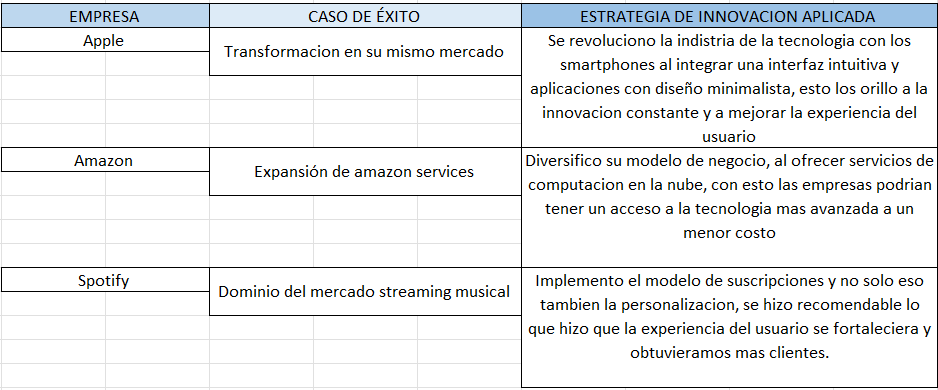 EMPRESA
CASO DE ÉXITO
ESTRATEGIA DE INNOVACION APLICADA
Apple
Transformacion en su mismo mercado
Se revoluciono la indistria de la tecnologia con los
smartphones al integrar una interfaz intuitiva y
aplicaciones con diseño minimalista, esto los orillo a la
innovacion constante y a mejorar la experiencia del
usuario
Amazon
Expansión de amazon services
Diversifico su modelo de negocio, al ofrecer servicios de
computacion en la nube, con esto las empresas podrian
tener un acceso a la tecnologia mas avanzada a un
menor costo
Spotify
Dominio del mercado streaming musical
Implemento el modelo de suscripciones y no solo eso
tambien la personalizacion, se hizo recomendable lo
que hizo que la experiencia del usuario se fortaleciera y
obtuvieramos mas clientes.